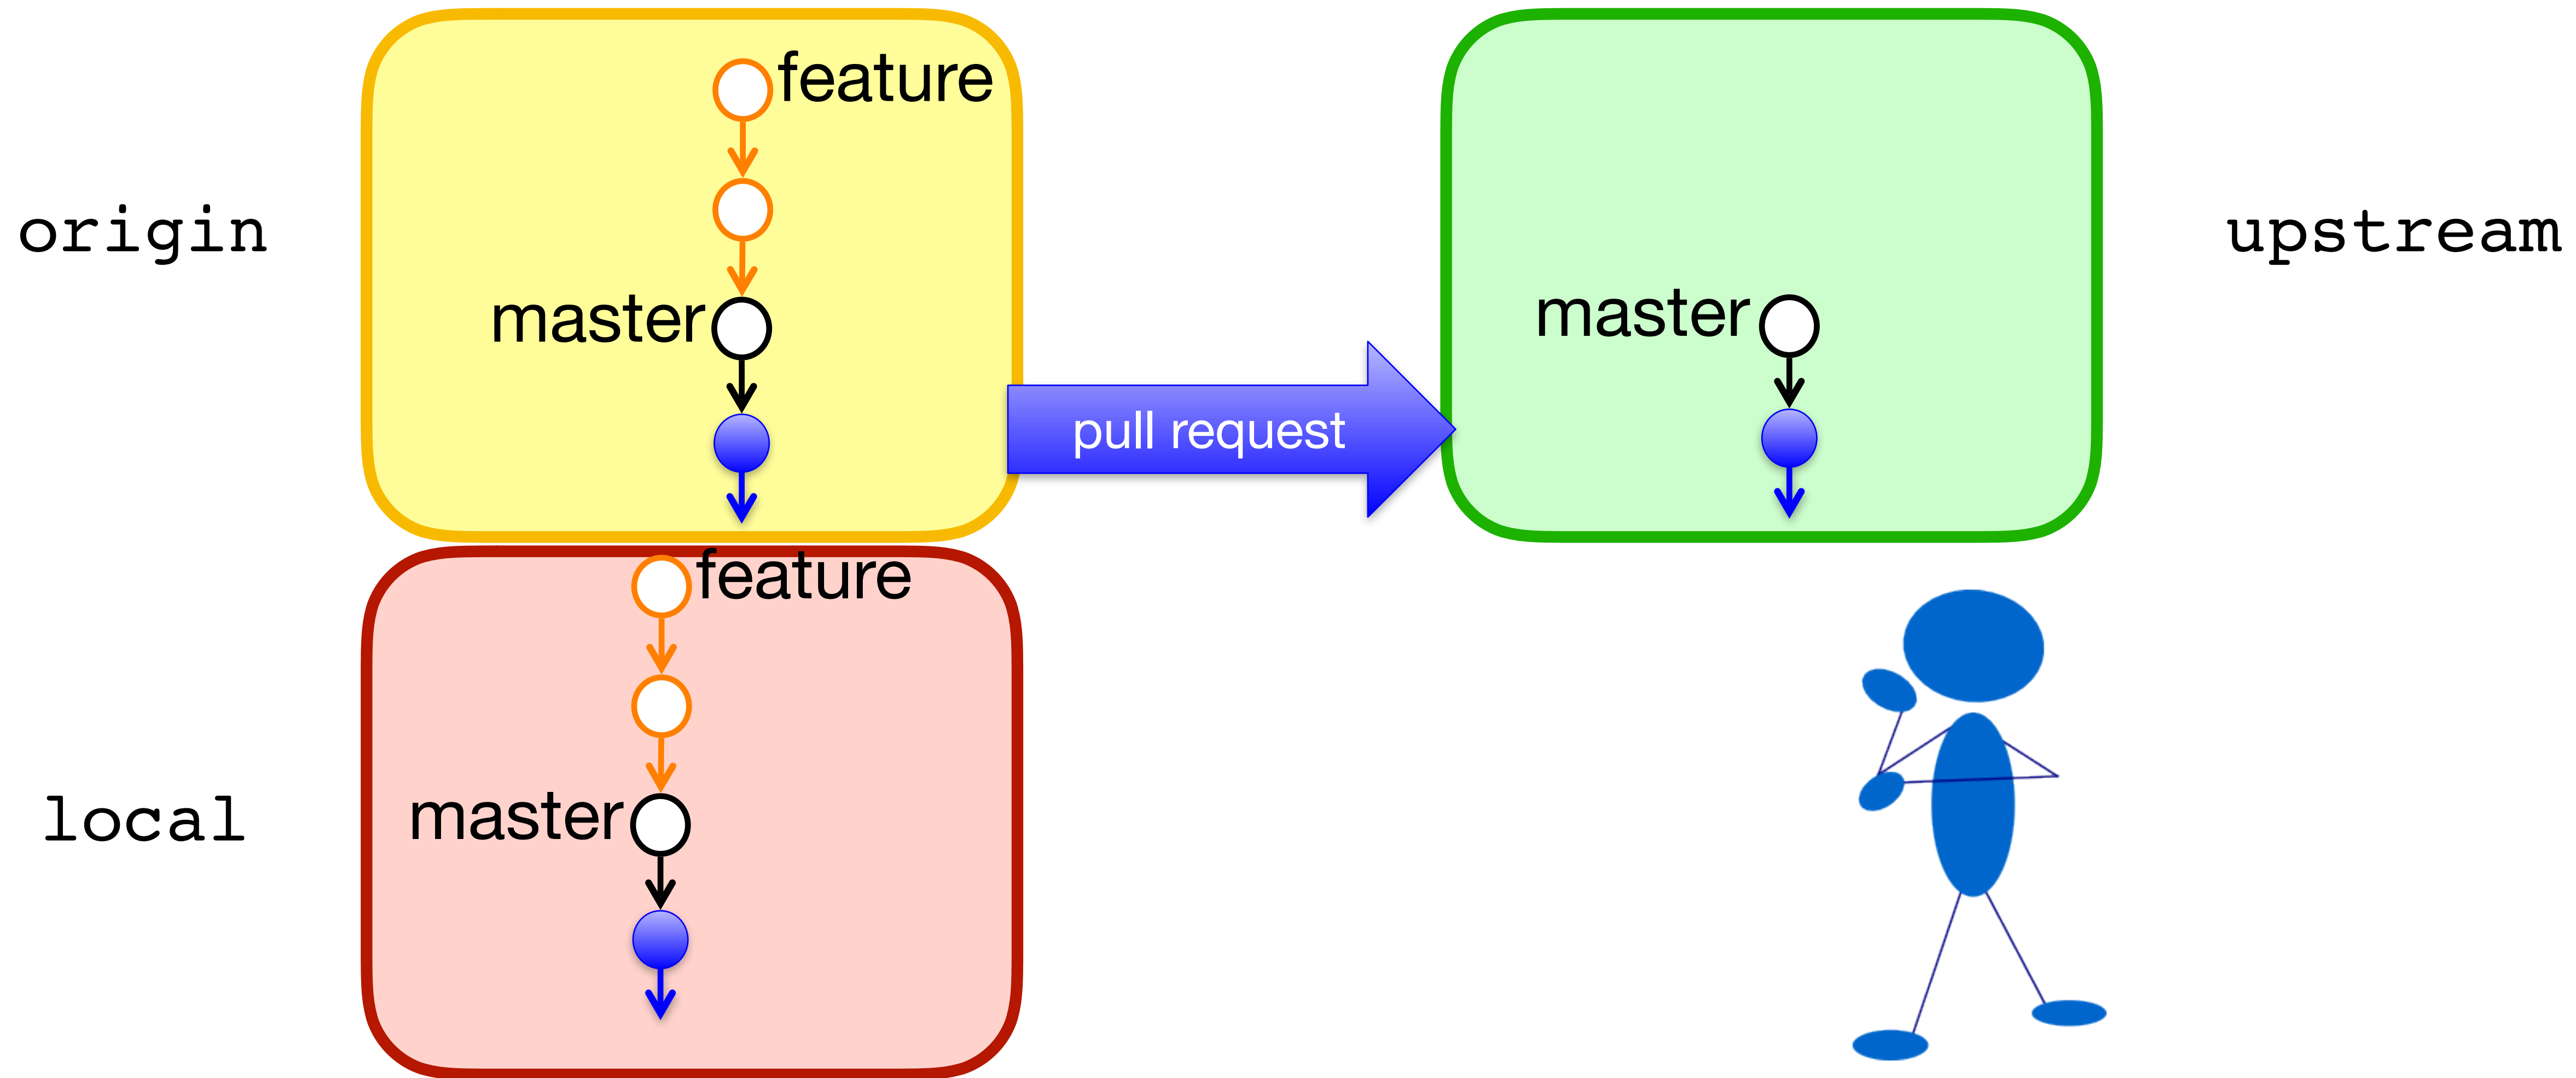 feature
origin
upstream
master
master
pull request
feature
local
master